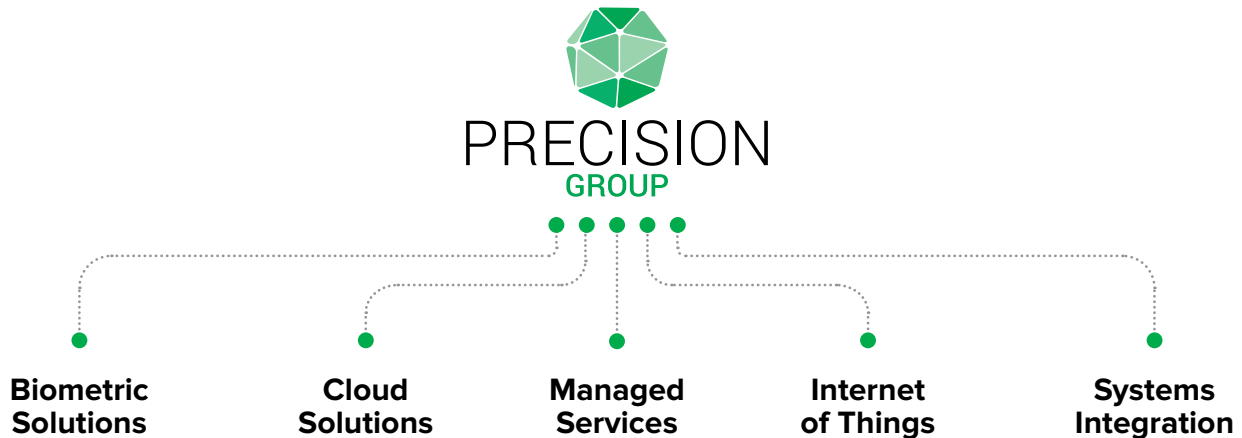 PRECISION
GROUP
Biometric
Solutions
Cloud
Solutions
Managed
Services
Internet
of Things
Systems
Integration